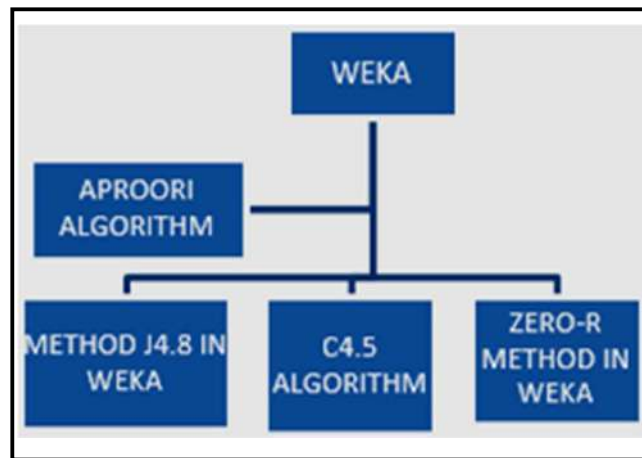 WEKA
APROORI
ALGORITHM
METHOD J4.8 IN
WEKA
C4.5
ALGORITHM
ZERO-R
METHOD IN
WEKA